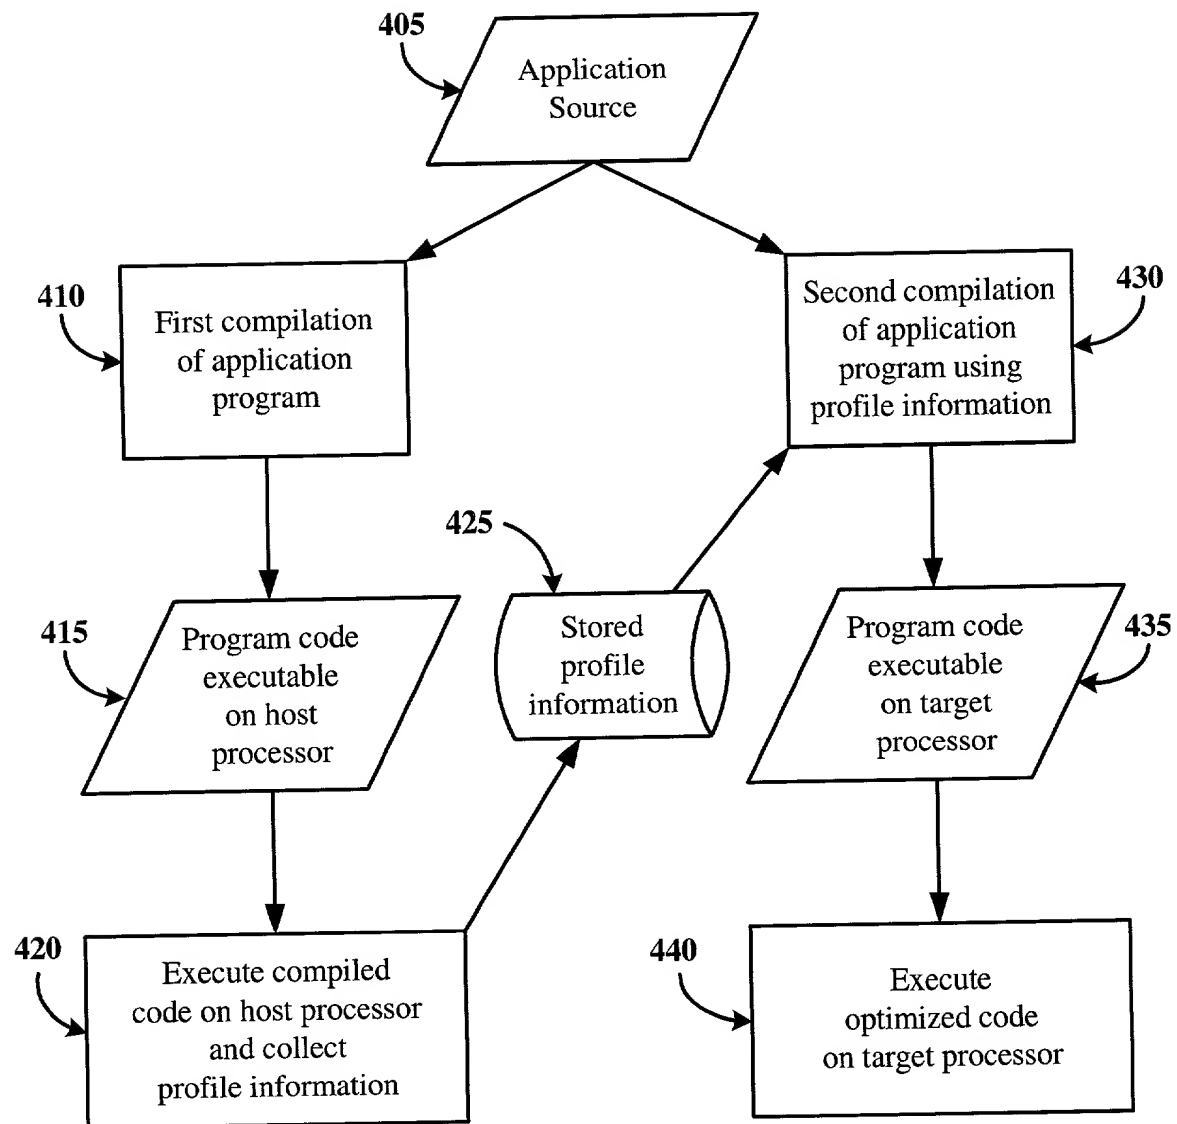 405
Application
Source
410
First compilation
of application
program
Second compilation
of application
program using
profile information
430
425
415
Program code
executable
on host
processor
Stored
profile
information
Program code
executable
on target
processor
435
420
Execute compiled
code on host processor
and collect
profile information
440
Execute
optimized code
on target processor